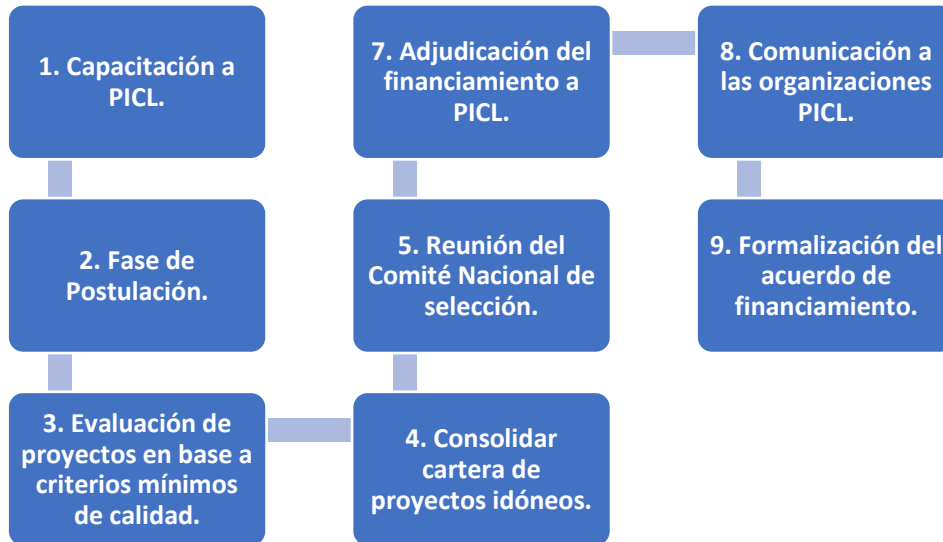 1. Capacitación a
PICL.
2. Fase de
Postulación.
3. Evaluación de
proyectos en base a
criterios mínimos
de calidad.
4. Consolidar
cartera de
proyectos idóneos.
5. Reunión del
Comité Nacional de
selección.
7. Adjudicación del
financiamiento a
PICL.
8. Comunicación a
las organizaciones
PICL.
9. Formalización del
acuerdo de
financiamiento.